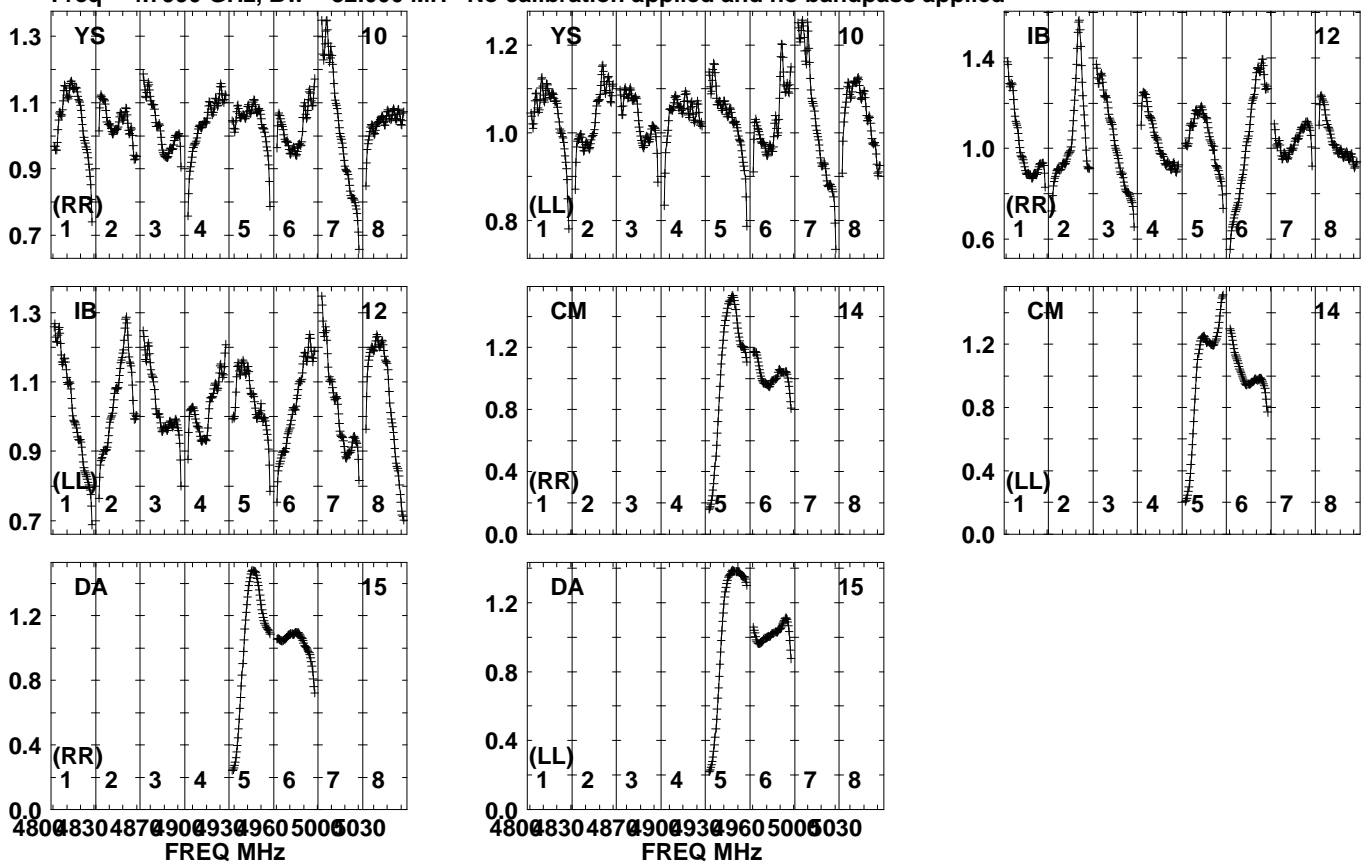 No calibration applied and no bandpass applied
YS 10
1.3
1.1
0.9
0.7
(RR)
1 2 3 4 5 6 7 8
YS 10
1.2
1.0
0.8
(LL)
1 2 3 4 5 6 7 8
IB 12
1.4
1.0
0.6
(RR)
1 2 3 4 5 6 7 8
IB 12
1.3
1.1
0.9
0.7
(LL)
1 2 3 4 5 6 7 8
CM 14
1.2
0.8
0.4
0.0
(RR)
1 2 3 4 5 6 7 8
CM 14
1.2
0.8
0.4
0.0
(LL)
1 2 3 4 5 6 7 8
DA 15
1.2
0.8
0.4
0.0
(RR)
1 2 3 4 5 6 7 8
4800 4830 4870 4900 4930 4960 5000 5030
FREQ MHz
DA 15
1.2
0.8
0.4
0.0
(LL)
1 2 3 4 5 6 7 8
4800 4830 4870 4900 4930 4960 5000 5030
FREQ MHz